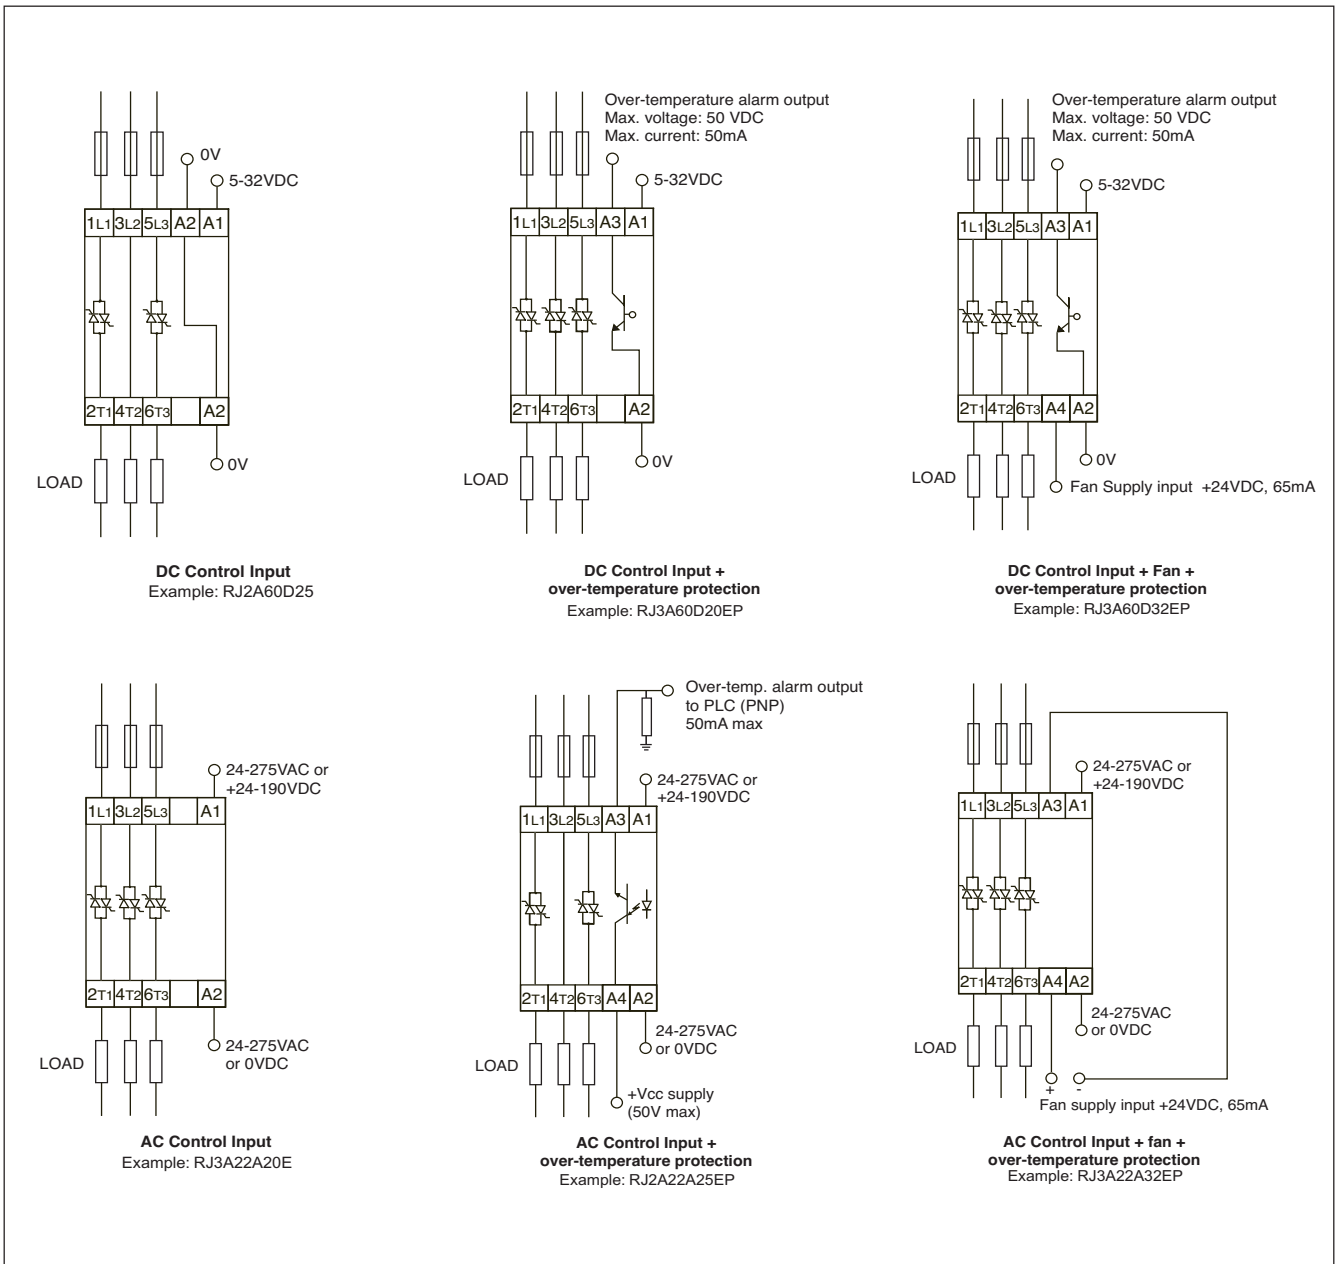 0V
5-32VDC
1L1 3L2 5L3 A2 A1
2T1 4T2 6T3 A2
0V
LOAD
DC Control Input
Example: RJ2A60D25
Over-temperature alarm output
Max. voltage: 50 VDC
Max. current: 50mA
5-32VDC
1L1 3L2 5L3 A3 A1
2T1 4T2 6T3 A2
0V
LOAD
DC Control Input +
over-temperature protection
Example: RJ3A60D20EP
Over-temperature alarm output
Max. voltage: 50 VDC
Max. current: 50mA
5-32VDC
1L1 3L2 5L3 A3 A1
2T1 4T2 6T3 A4 A2
0V
LOAD
Fan Supply input +24VDC, 65mA
DC Control Input + Fan +
over-temperature protection
Example: RJ3A60D32EP
24-275VAC or
+24-190VDC
1L1 3L2 5L3 A1
2T1 4T2 6T3 A2
24-275VAC
or 0VDC
LOAD
AC Control Input
Example: RJ3A22A20E
Over-temp. alarm output
to PLC (PNP)
50mA max
24-275VAC or
+24-190VDC
1L1 3L2 5L3 A3 A1
2T1 4T2 6T3 A4 A2
24-275VAC
or 0VDC
LOAD
+Vcc supply
(50V max)
AC Control Input +
over-temperature protection
Example: RJ2A22A25EP
24-275VAC or
+24-190VDC
1L1 3L2 5L3 A3 A1
2T1 4T2 6T3 A4 A2
24-275VAC
or 0VDC
LOAD
+ -
Fan supply input +24VDC, 65mA
AC Control Input + fan +
over-temperature protection
Example: RJ3A22A32EP